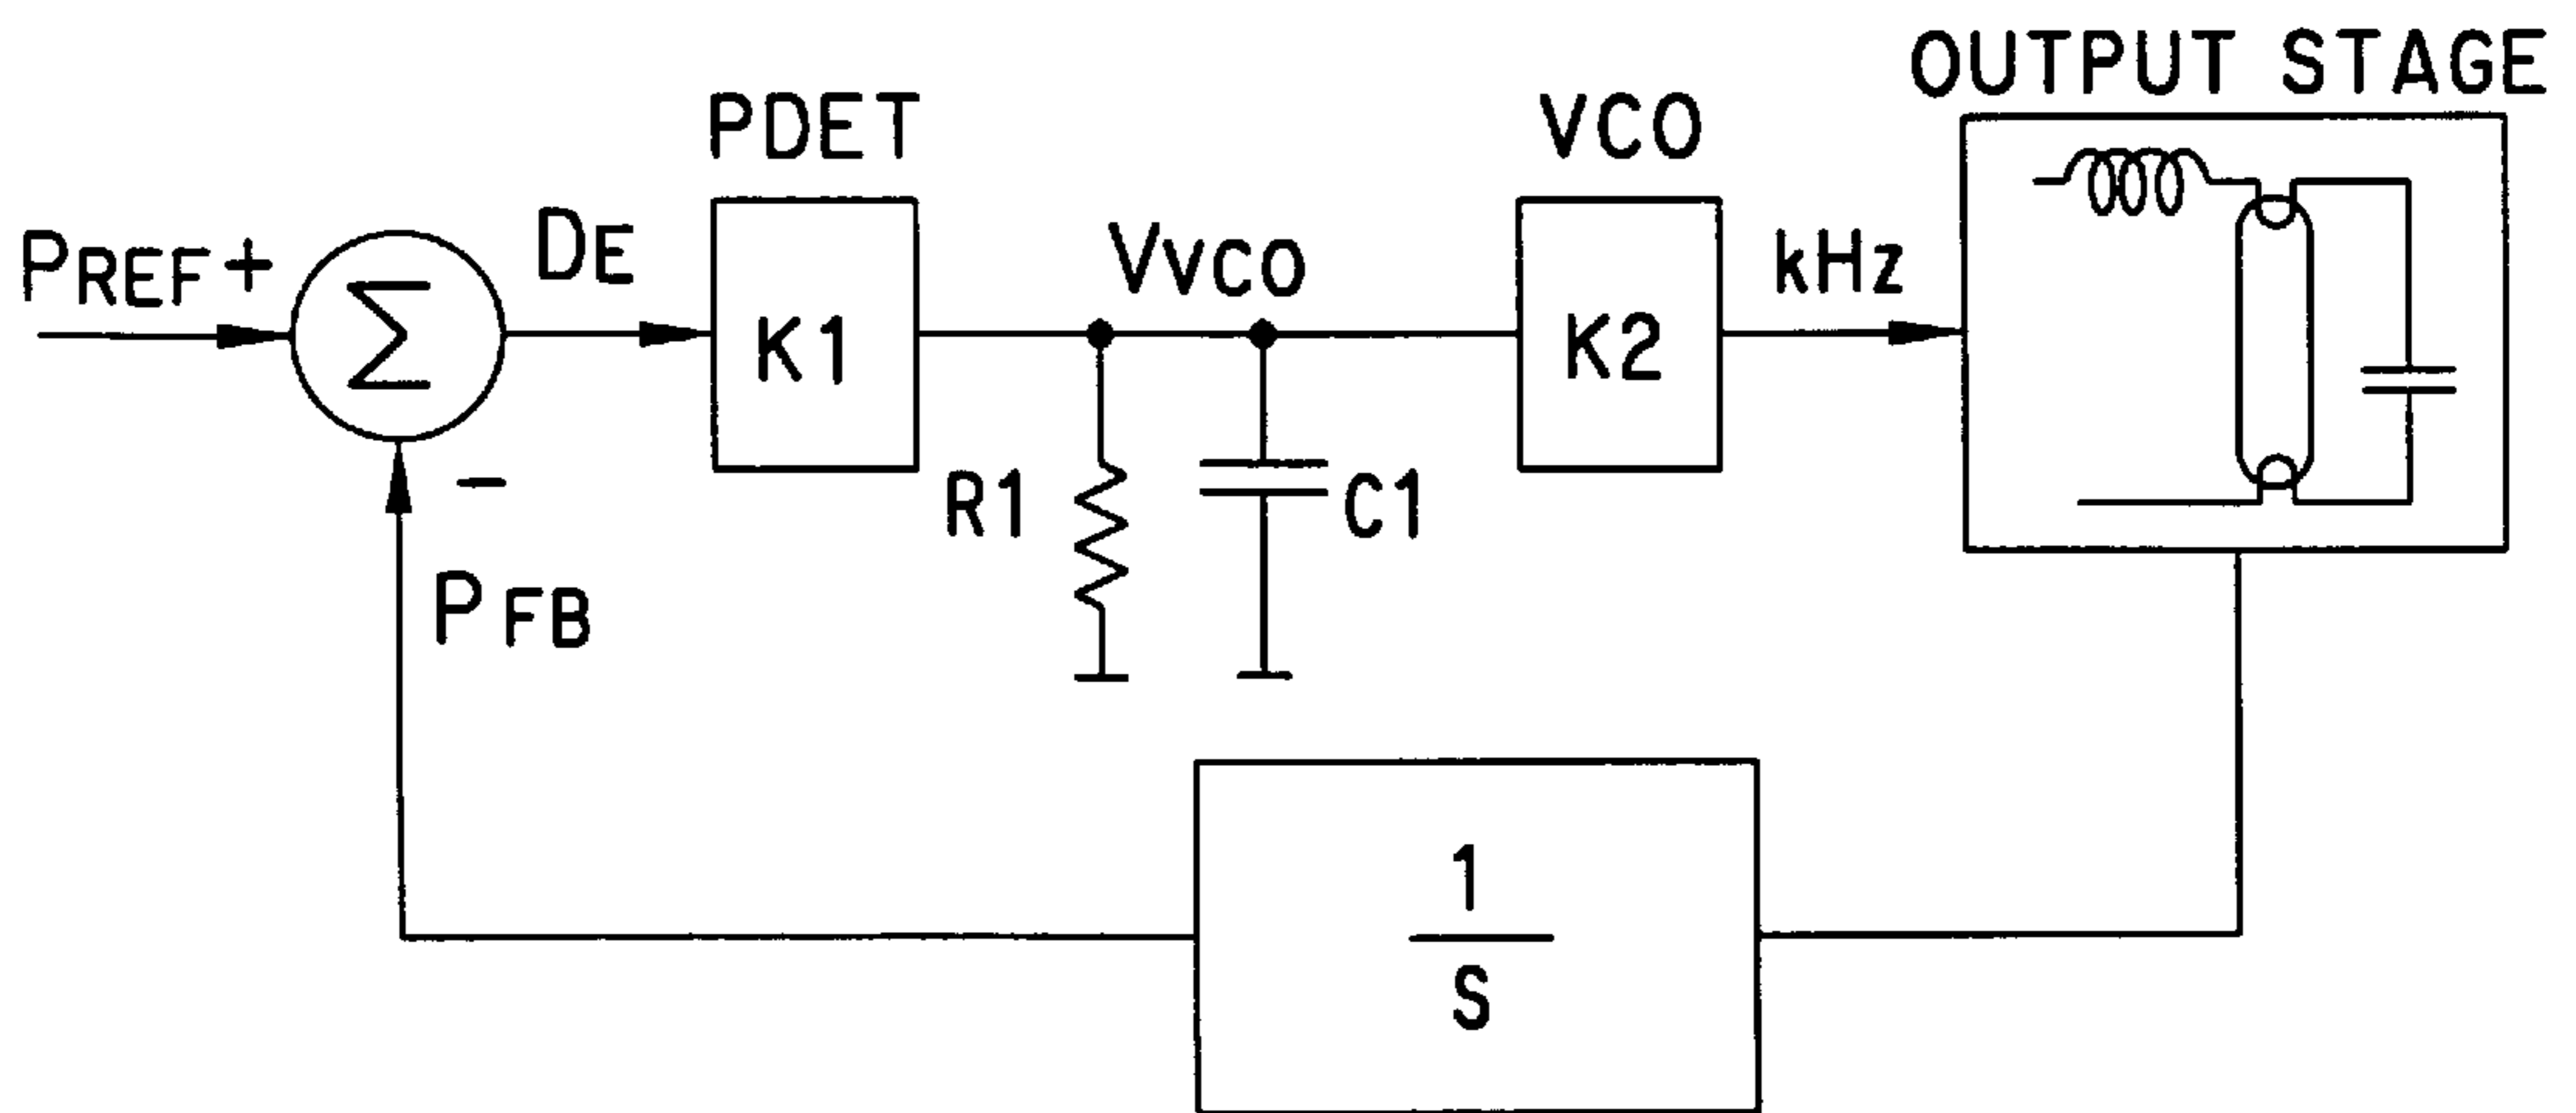 OUTPUT STAGE
PDET
VCO
PREF +
Σ
DE
K1
VVCO
K2
kHz
-
R1
C1
PFB
1
S